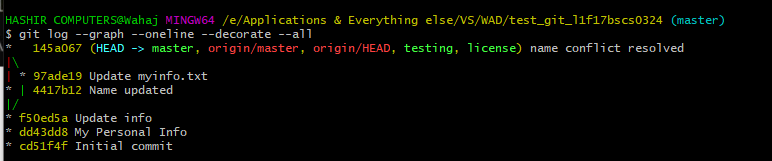 HASHIR COMPUTERS@Wahaj MINGW64 /e/Applications & Everything else/VS/WAD/test_git_l1f17bscs0324 (master)
$ git log --graph --oneline --decorate --all
*   145a067 (HEAD -> master, origin/master, origin/HEAD, testing, license) name conflict resolved
|\
| * 97ade19 Update myinfo.txt
* | 4417b12 Name updated
|/
* f50ed5a Update info
* dd43dd8 My Personal Info
* cd51f4f Initial commit